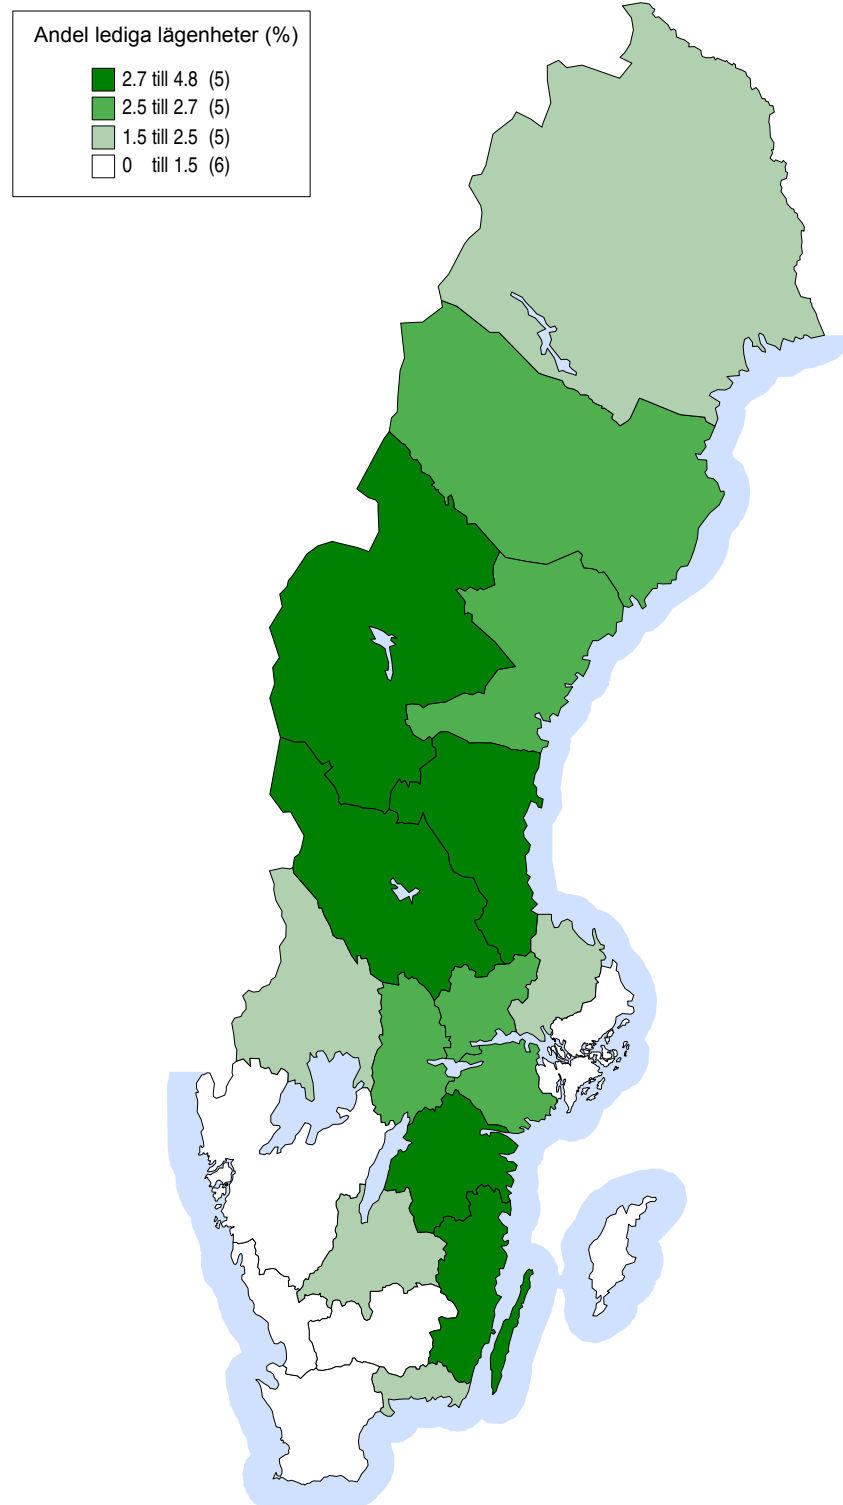 Andel lediga lägenheter (%)
2.7 till 4.8 (5)
2.5 till 2.7 (5)
1.5 till 2.5 (5)
0 till 1.5 (6)